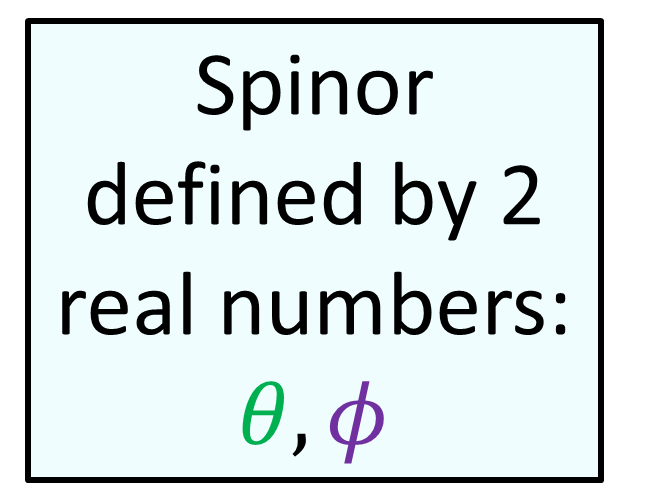 Spinor
defined by 2
real numbers:
θ, ϕ